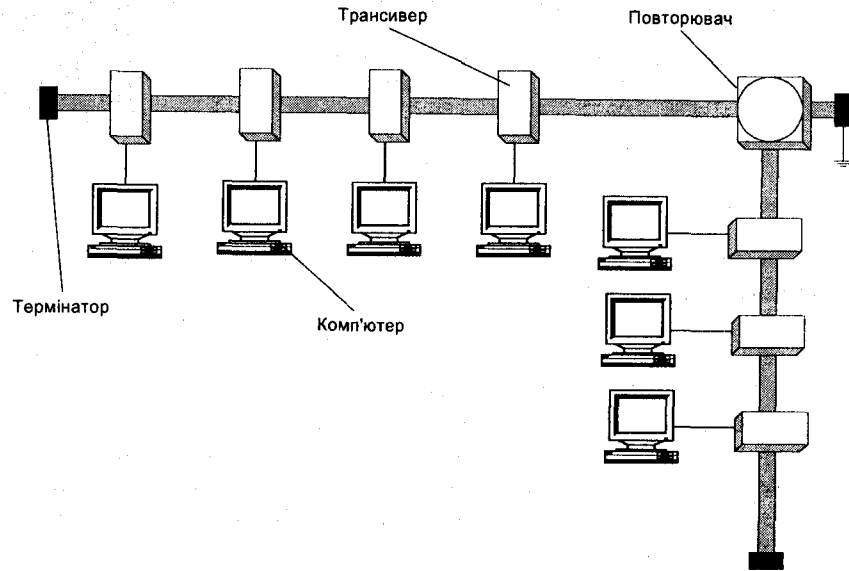 Трансивер
Повторювач
Термінатор
Комп'ютер